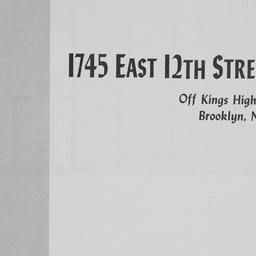 1745 EAST 12TH STRE
Off Kings High
Brooklyn, N